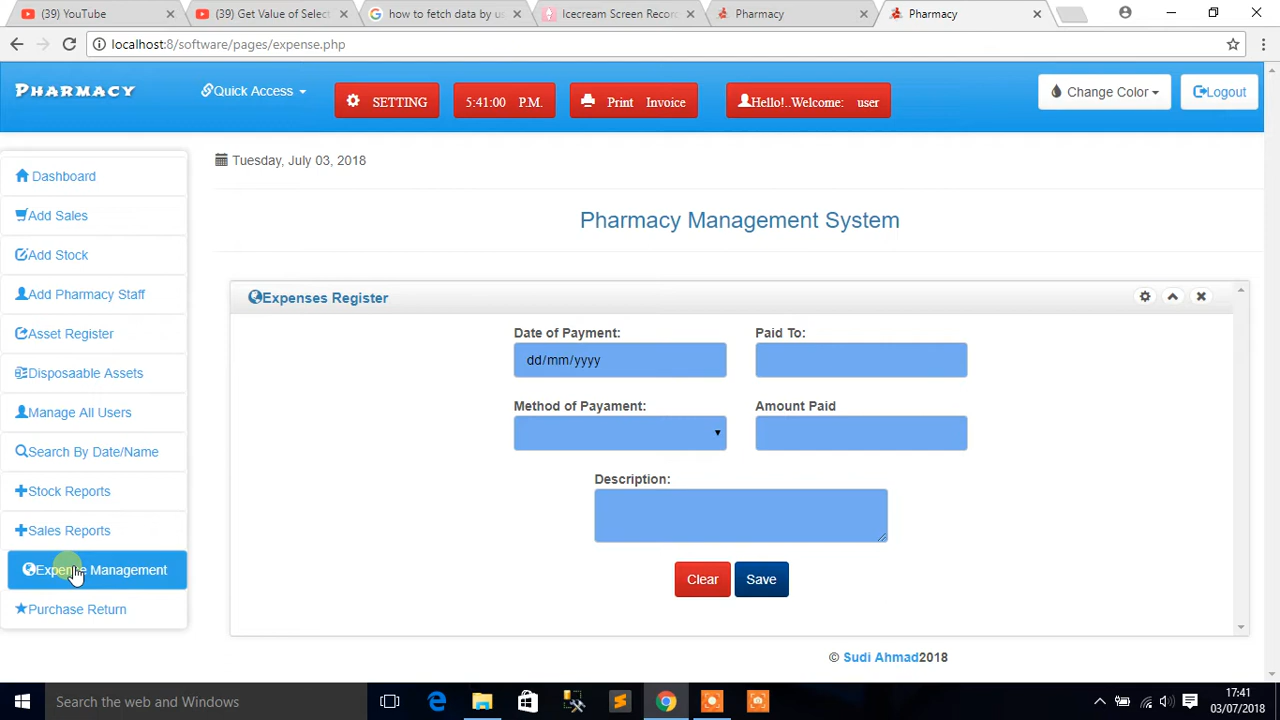 (39) YouTube
(39) Get Value of Select
how to fetch data by us
Icecream Screen Recor
Pharmacy
Pharmacy
localhost:8/software/pages/expense.php
PHARMACY
Quick Access
SETTING
5:41:00 P.M.
Print Invoice
Hello!..Welcome: user
Change Color
Logout
Tuesday, July 03, 2018
Dashboard
Add Sales
Add Stock
Add Pharmacy Staff
Asset Register
Disposaable Assets
Manage All Users
Search By Date/Name
Stock Reports
Sales Reports
Expense Management
Purchase Return
Pharmacy Management System
Expenses Register
Date of Payment:
Paid To:
dd/mm/yyyy
Method of Payament:
Amount Paid
Description:
Clear
Save
© Sudi Ahmad2018
Search the web and Windows
17:41
03/07/2018